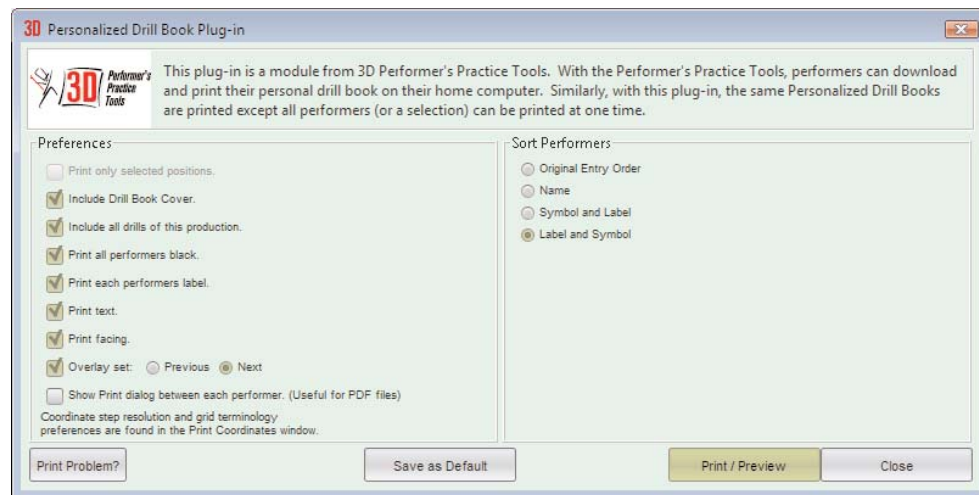 3D Personalized Drill Book Plug-in
3D Performer's Practice Tools
This plug-in is a module from 3D Performer's Practice Tools. With the Performer's Practice Tools, performers can download
and print their personal drill book on their home computer. Similarly, with this plug-in, the same Personalized Drill Books
are printed except all performers (or a selection) can be printed at one time.
Preferences
Print only selected positions.
Include Drill Book Cover.
Include all drills of this production.
Print all performers black.
Print each performers label.
Print text.
Print facing.
Overlay set: Previous Next
Show Print dialog between each performer. (Useful for PDF files)
Coordinate step resolution and grid terminology
preferences are found in the Print Coordinates window.
Sort Performers
Original Entry Order
Name
Symbol and Label
Label and Symbol
Print Problem? Save as Default Print / Preview Close